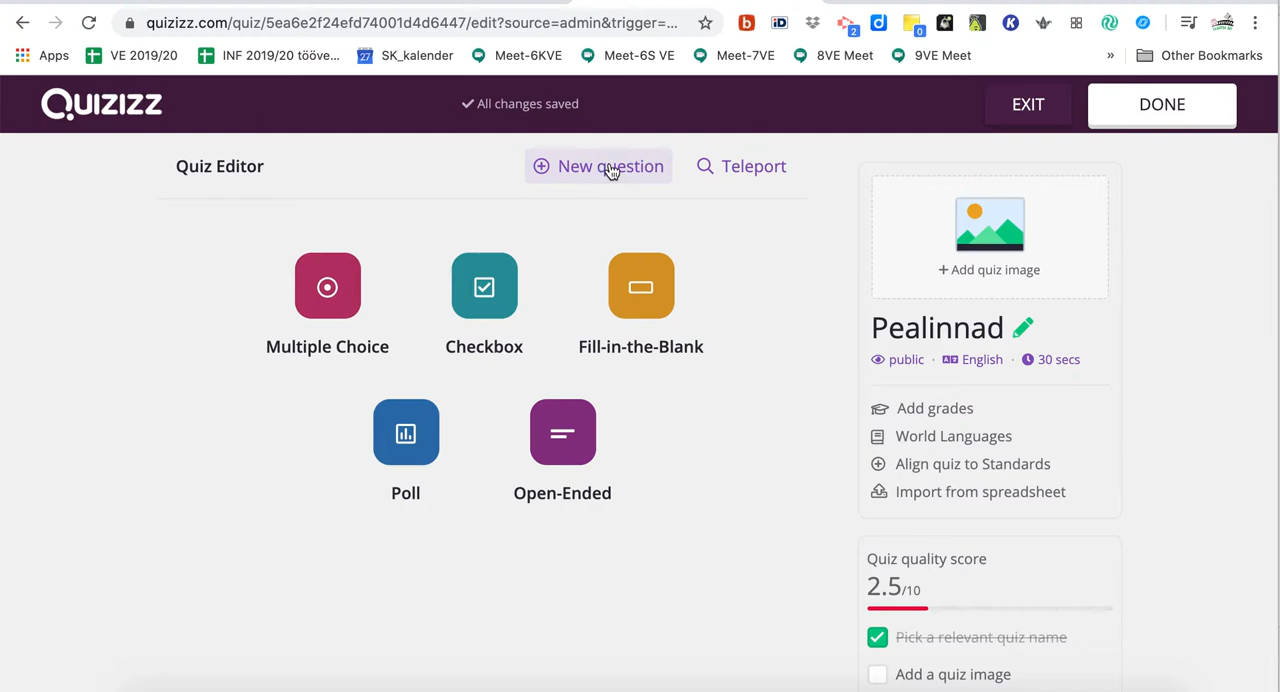 quizizz.com/quiz/5ea6e2f24efd74001d4d6447/edit?source=admin&trigger=...
2
0
Apps VE 2019/20 INF 2019/20 tööve... 27 SK_kalender Meet-6KVE Meet-6S VE Meet-7VE 8VE Meet 9VE Meet » Other Bookmarks
QUIZIZZ All changes saved EXIT DONE
Quiz Editor New question Teleport
+ Add quiz image
Multiple Choice Checkbox Fill-in-the-Blank
Pealinnad
public · English · 30 secs
Add grades
World Languages
Align quiz to Standards
Import from spreadsheet
Poll Open-Ended
Quiz quality score
2.5/10
Pick a relevant quiz name
Add a quiz image